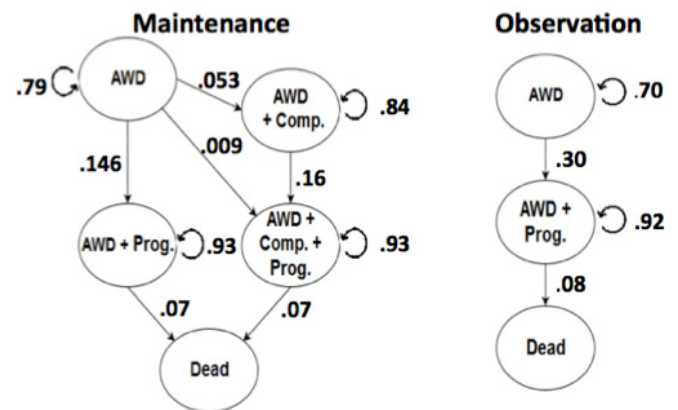 Maintenance
Observation
AWD
.79
.053
AWD
+ Comp.
.84
.009
.146
.16
AWD + Prog.
.93
AWD +
Comp. +
Prog.
.93
.07
.07
Dead
AWD
.70
.30
AWD +
Prog.
.92
.08
Dead